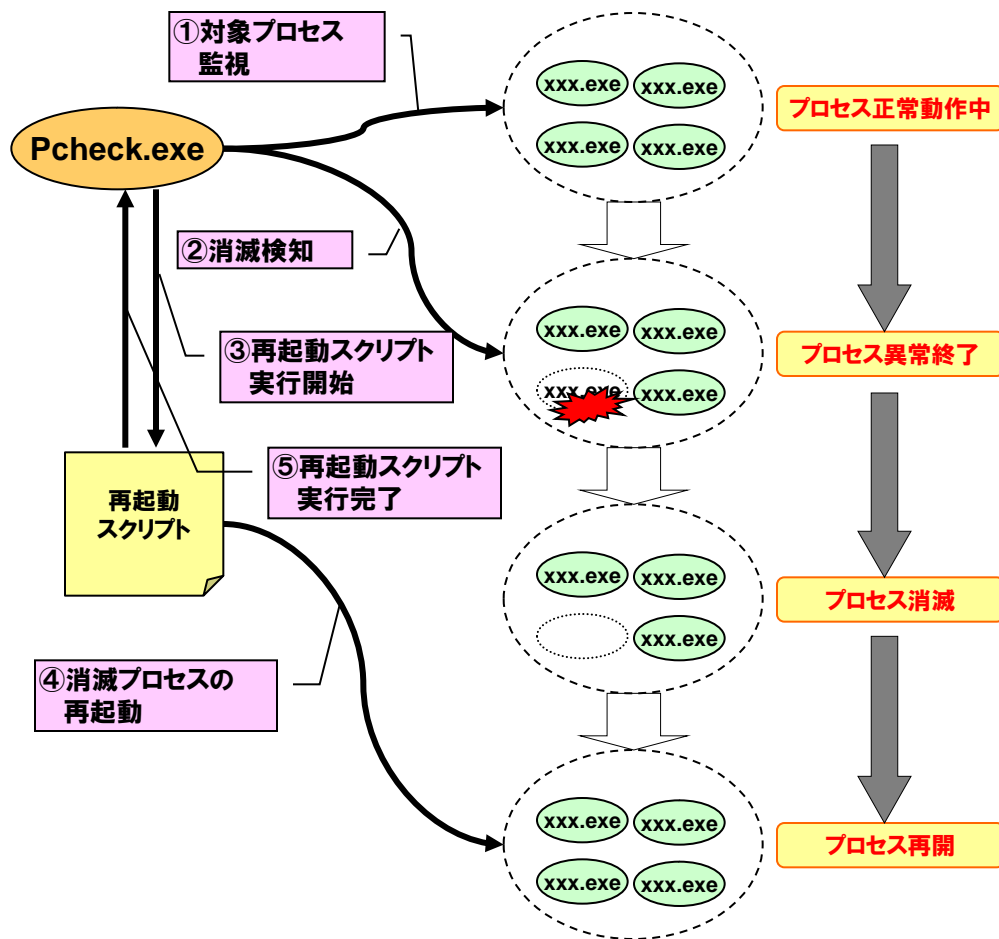 ①対象プロセス
監視
xxx.exe xxx.exe
xxx.exe xxx.exe
プロセス正常動作中
Pcheck.exe
②消滅検知
xxx.exe xxx.exe
xxx.exe xxx.exe
プロセス異常終了
③再起動スクリプト
実行開始
⑤再起動スクリプト
実行完了
再起動
スクリプト
xxx.exe xxx.exe
xxx.exe
プロセス消滅
④消滅プロセスの
再起動
xxx.exe xxx.exe
xxx.exe xxx.exe
プロセス再開